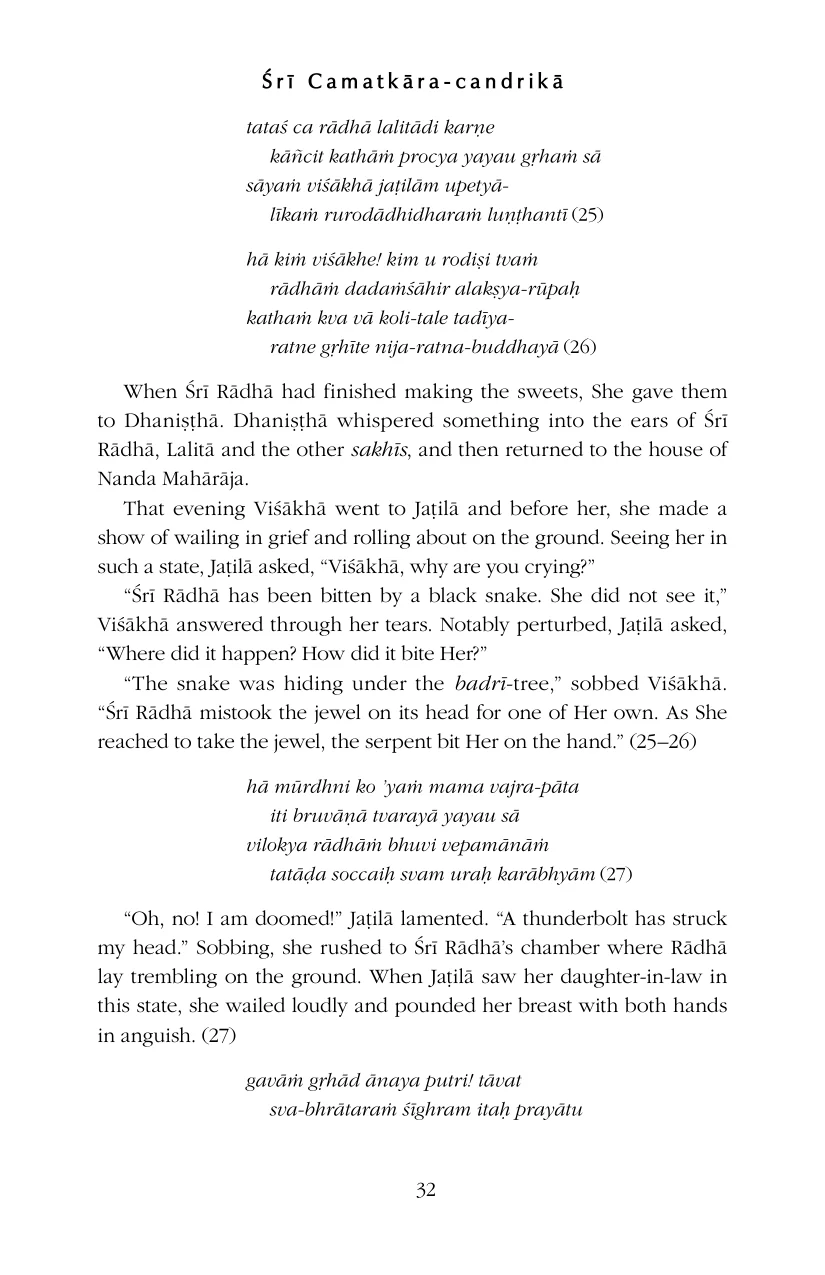 Śrī Camatkāra-candrikā
tataś ca rādhā lalitādi karṇe
kāñcit kathāṁ procya yayau gṛhaṁ sā
sāyaṁ viśākhā jaṭilām upetyā-
līkaṁ rurodādhidharaṁ luṇṭhantī (25)
hā kiṁ viśākhe! kim u rodiṣi tvaṁ
rādhāṁ dadaṁśāhir alakṣya-rūpaḥ
kathaṁ kva vā koli-tale tadīya-
ratne gṛhīte nija-ratna-buddhayā (26)
When Śrī Rādhā had finished making the sweets, She gave them
to Dhaniṣṭhā. Dhaniṣṭhā whispered something into the ears of Śrī
Rādhā, Lalitā and the other sakhīs, and then returned to the house of
Nanda Mahārāja.
That evening Viśākhā went to Jaṭilā and before her, she made a
show of wailing in grief and rolling about on the ground. Seeing her in
such a state, Jaṭilā asked, “Viśākhā, why are you crying?”
“Śrī Rādhā has been bitten by a black snake. She did not see it,”
Viśākhā answered through her tears. Notably perturbed, Jaṭilā asked,
“Where did it happen? How did it bite Her?”
“The snake was hiding under the badrī-tree,” sobbed Viśākhā.
“Śrī Rādhā mistook the jewel on its head for one of Her own. As She
reached to take the jewel, the serpent bit Her on the hand.” (25–26)
hā mūrdhni ko ’yaṁ mama vajra-pāta
iti bruvāṇā tvarayā yayau sā
vilokya rādhāṁ bhuvi vepamānāṁ
tatāḍa soccaiḥ svam uraḥ karābhyām (27)
“Oh, no! I am doomed!” Jaṭilā lamented. “A thunderbolt has struck
my head.” Sobbing, she rushed to Śrī Rādhā’s chamber where Rādhā
lay trembling on the ground. When Jaṭilā saw her daughter-in-law in
this state, she wailed loudly and pounded her breast with both hands
in anguish. (27)
gavāṁ gṛhād ānaya putri! tāvat
sva-bhrātaraṁ śīghram itaḥ prayātu
32